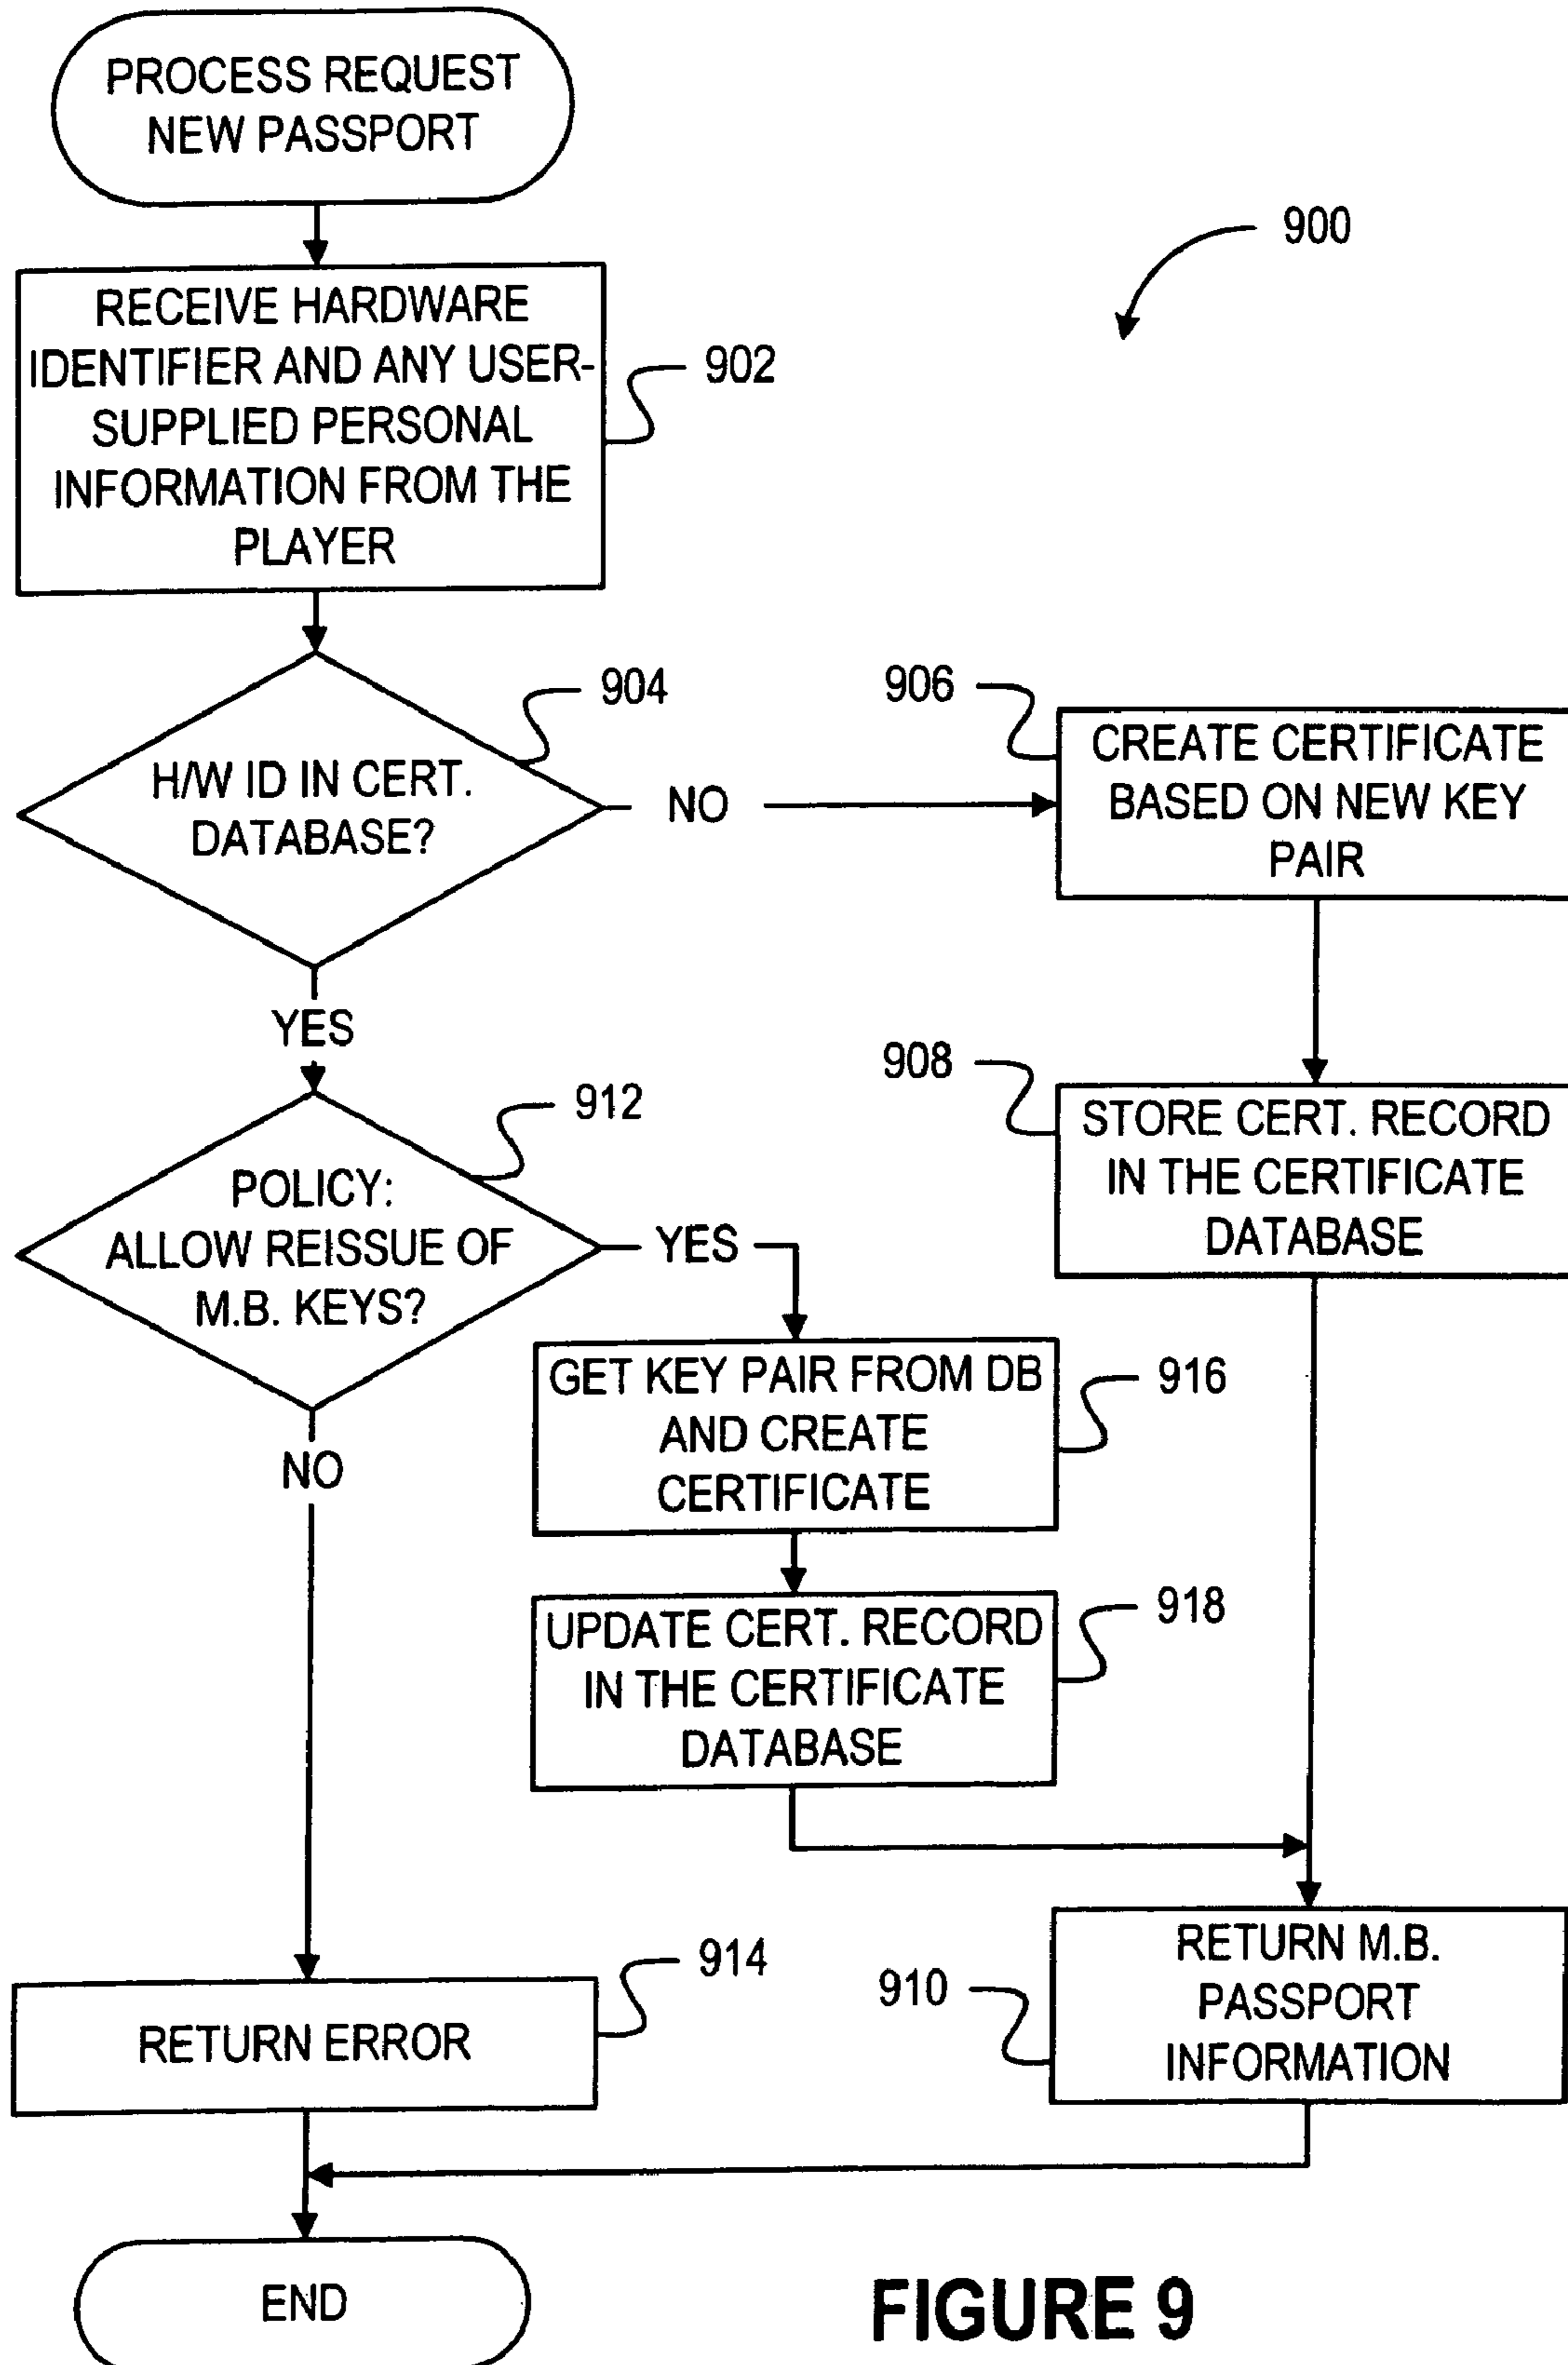 PROCESS REQUEST
NEW PASSPORT
900
RECEIVE HARDWARE
IDENTIFIER AND ANY USER-
SUPPLIED PERSONAL
INFORMATION FROM THE
PLAYER
902
904
H/W ID IN CERT.
DATABASE?
NO
906
CREATE CERTIFICATE
BASED ON NEW KEY
PAIR
YES
908
STORE CERT. RECORD
IN THE CERTIFICATE
DATABASE
912
POLICY:
ALLOW REISSUE OF
M.B. KEYS?
YES
GET KEY PAIR FROM DB
AND CREATE
CERTIFICATE
916
NO
UPDATE CERT. RECORD
IN THE CERTIFICATE
DATABASE
918
914
RETURN ERROR
910
RETURN M.B.
PASSPORT
INFORMATION
END
FIGURE 9